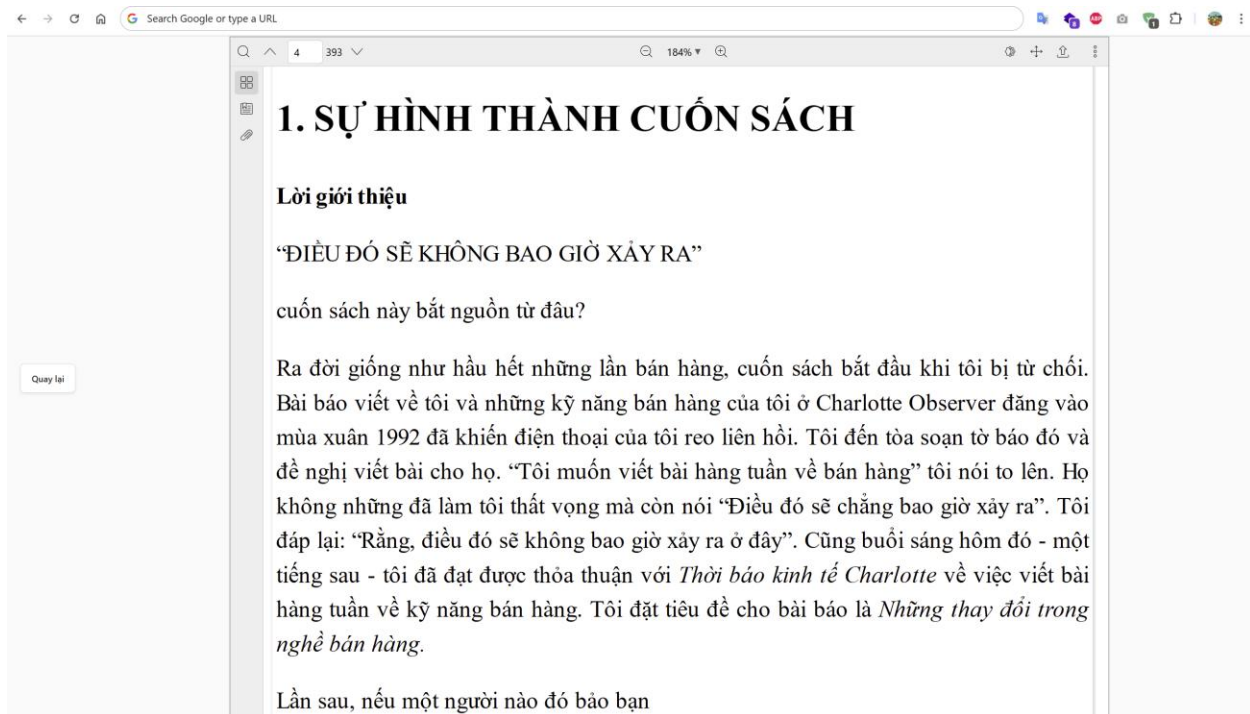 Search Google or type a URL
4 393 184%
1. SỰ HÌNH THÀNH CUỐN SÁCH
Lời giới thiệu
“ĐIỀU ĐÓ SẼ KHÔNG BAO GIỜ XẢY RA”
cuốn sách này bắt nguồn từ đâu?
Quay lại
Ra đời giống như hầu hết những lần bán hàng, cuốn sách bắt đầu khi tôi bị từ chối.
Bài báo viết về tôi và những kỹ năng bán hàng của tôi ở Charlotte Observer đăng vào
mùa xuân 1992 đã khiến điện thoại của tôi reo liên hồi. Tôi đến tòa soạn tờ báo đó và
đề nghị viết bài cho họ. “Tôi muốn viết bài hàng tuần về bán hàng” tôi nói to lên. Họ
không những đã làm tôi thất vọng mà còn nói “Điều đó sẽ chẳng bao giờ xảy ra”. Tôi
đáp lại: “Rằng, điều đó sẽ không bao giờ xảy ra ở đây”. Cũng buổi sáng hôm đó - một
tiếng sau - tôi đã đạt được thỏa thuận với Thời báo kinh tế Charlotte về việc viết bài
hàng tuần về kỹ năng bán hàng. Tôi đặt tiêu đề cho bài báo là Những thay đổi trong
nghề bán hàng.
Lần sau, nếu một người nào đó bảo bạn